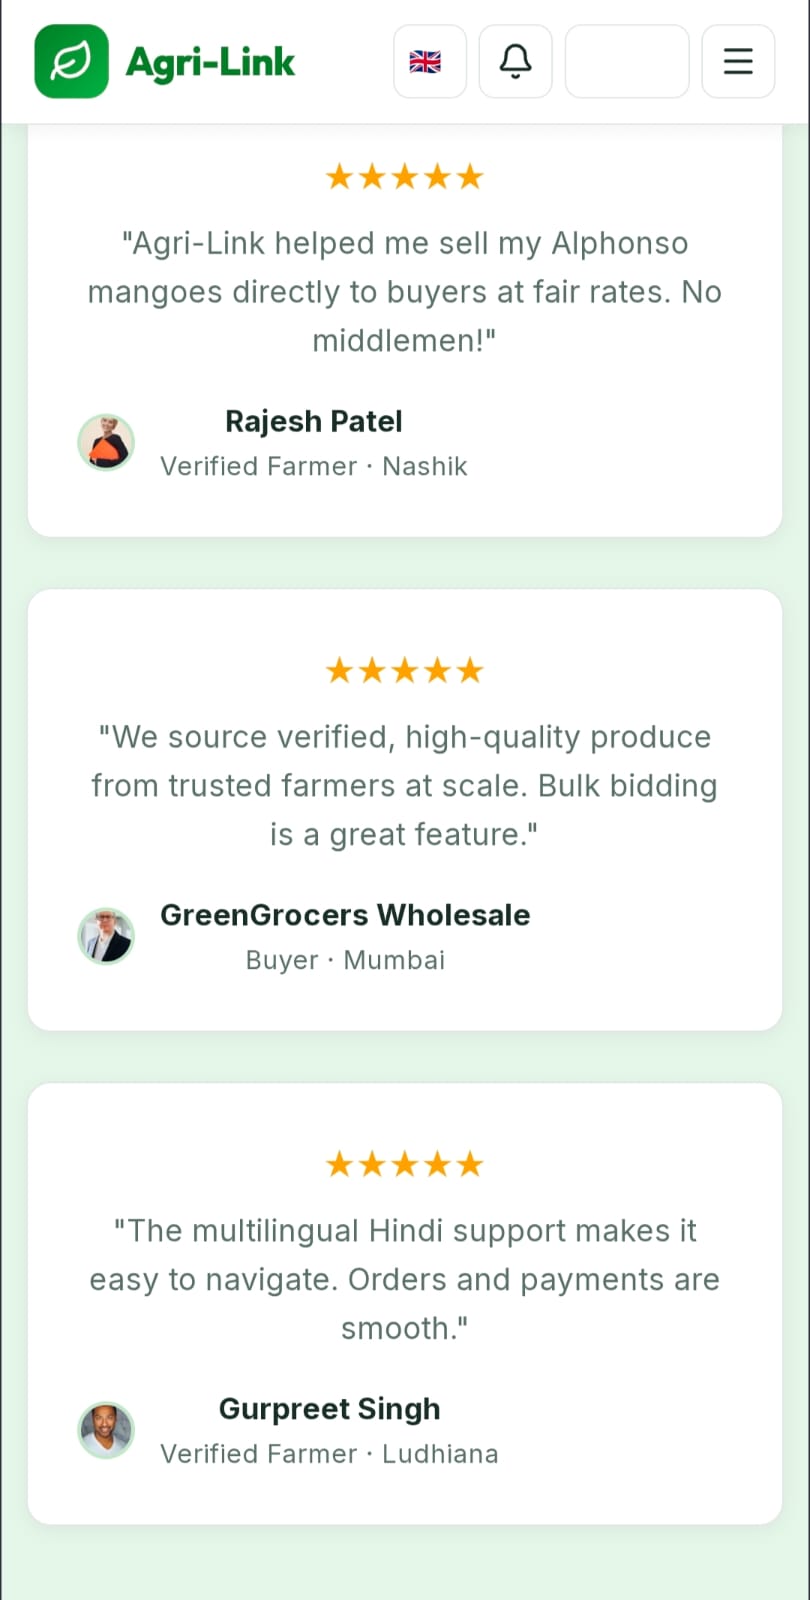 Agri-Link
★★★★★
"Agri-Link helped me sell my Alphonso
mangoes directly to buyers at fair rates. No
middlemen!"
Rajesh Patel
Verified Farmer · Nashik
★★★★★
"We source verified, high-quality produce
from trusted farmers at scale. Bulk bidding
is a great feature."
GreenGrocers Wholesale
Buyer · Mumbai
★★★★★
"The multilingual Hindi support makes it
easy to navigate. Orders and payments are
smooth."
Gurpreet Singh
Verified Farmer · Ludhiana